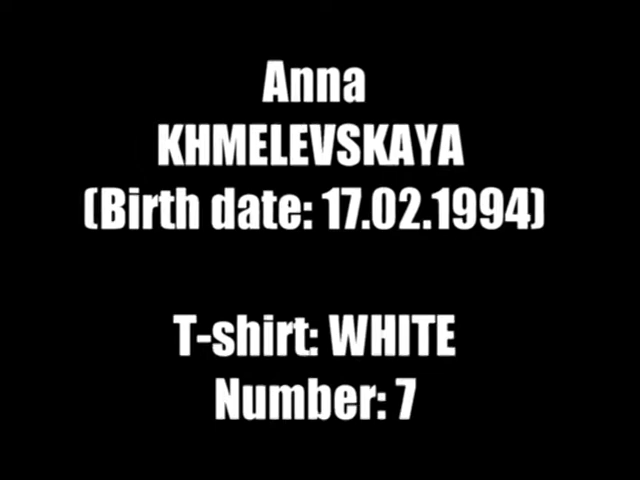 Anna
KHMELEVSKAYA
(Birth date: 17.02.1994)
T-shirt: WHITE
Number: 7